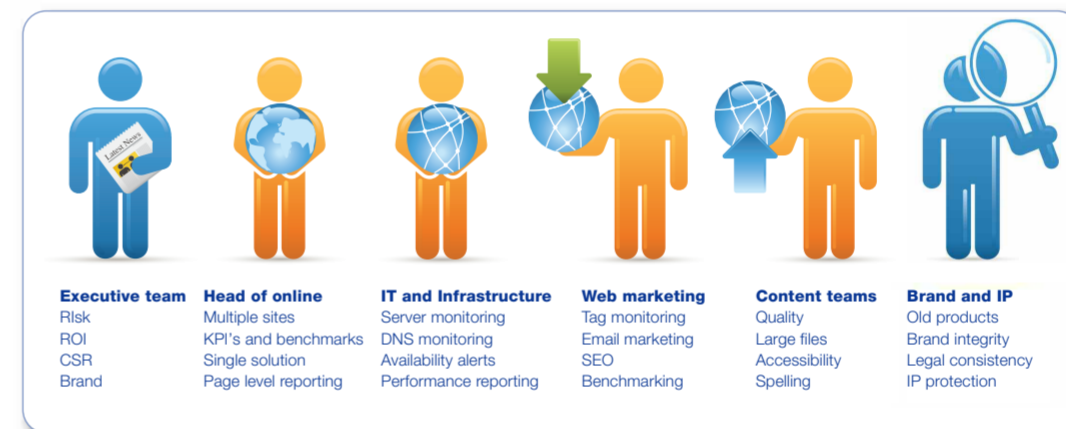 Latest News
Executive team
RIsk
ROI
CSR
Brand
Head of online
Multiple sites
KPI's and benchmarks
Single solution
Page level reporting
IT and Infrastructure
Server monitoring
DNS monitoring
Availability alerts
Performance reporting
Web marketing
Tag monitoring
Email marketing
SEO
Benchmarking
Content teams
Quality
Large files
Accessibility
Spelling
Brand and IP
Old products
Brand integrity
Legal consistency
IP protection